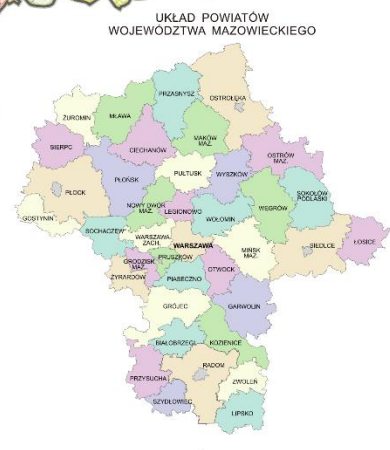 UKŁAD POWIATÓW
WOJEWÓDZTWA MAZOWIECKIEGO
PRZASNYSZ
OSTROŁĘKA
ŻUROMIN
MŁAWA
MAKÓW
MAZ.
SIERPC
CIECHANÓW
OSTRÓW
MAZ.
PŁOCK
PŁOŃSK
PUŁTUSK
WYSZKÓW
SOKOŁÓW
PODLASKI
GOSTYNIN
NOWY DWÓR
MAZ.
LEGIONOWO
WĘGRÓW
SOCHACZEW
WOŁOMIN
WARSZAWA
ZACH.
WARSZAWA
MIŃSK
MAZ.
SIEDLCE
ŁOSICE
PRUSZKÓW
GRODZISK
MAZ.
OTWOCK
ŻYRARDÓW
PIASECZNO
GRÓJEC
GARWOLIN
BIAŁOBRZEGI
KOZIENICE
PRZYSUCHA
RADOM
ZWOLEŃ
SZYDŁOWIEC
LIPSKO